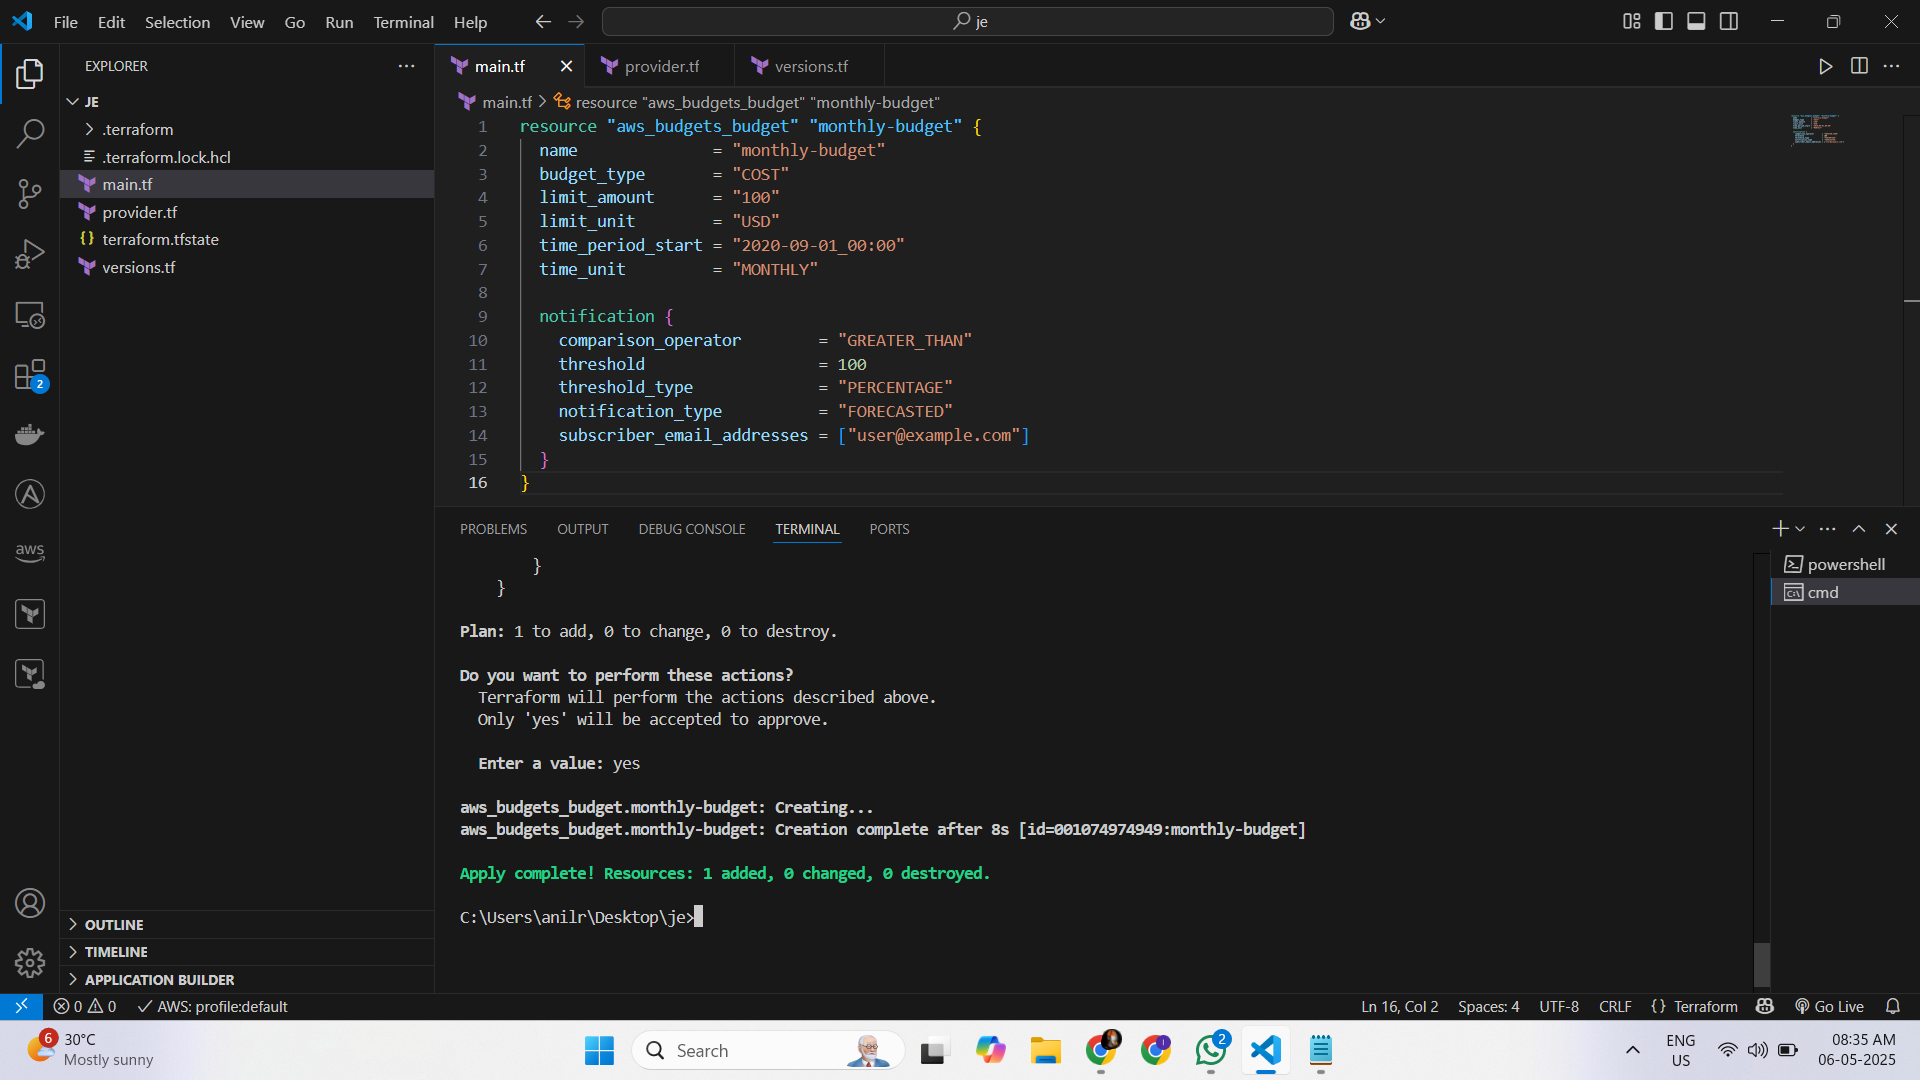 File Edit Selection View Go Run Terminal Help
je
EXPLORER
JE
.terraform
.terraform.lock.hcl
main.tf
provider.tf
terraform.tfstate
versions.tf
OUTLINE
TIMELINE
APPLICATION BUILDER
2
aws
main.tf provider.tf versions.tf
main.tf > resource "aws_budgets_budget" "monthly-budget"
1 resource "aws_budgets_budget" "monthly-budget" {
2 name = "monthly-budget"
3 budget_type = "COST"
4 limit_amount = "100"
5 limit_unit = "USD"
6 time_period_start = "2020-09-01_00:00"
7 time_unit = "MONTHLY"
8
9 notification {
10 comparison_operator = "GREATER_THAN"
11 threshold = 100
12 threshold_type = "PERCENTAGE"
13 notification_type = "FORECASTED"
14 subscriber_email_addresses = ["user@example.com"]
15 }
16 }
PROBLEMS OUTPUT DEBUG CONSOLE TERMINAL PORTS
powershell
cmd
}
}
Plan: 1 to add, 0 to change, 0 to destroy.
Do you want to perform these actions?
Terraform will perform the actions described above.
Only 'yes' will be accepted to approve.
Enter a value: yes
aws_budgets_budget.monthly-budget: Creating...
aws_budgets_budget.monthly-budget: Creation complete after 8s [id=001074974949:monthly-budget]
Apply complete! Resources: 1 added, 0 changed, 0 destroyed.
C:\Users\anilr\Desktop\je>
0 0 AWS: profile:default
Ln 16, Col 2 Spaces: 4 UTF-8 CRLF {} Terraform Go Live
6
30°C
Mostly sunny
Search
2
ENG
US
08:35 AM
06-05-2025